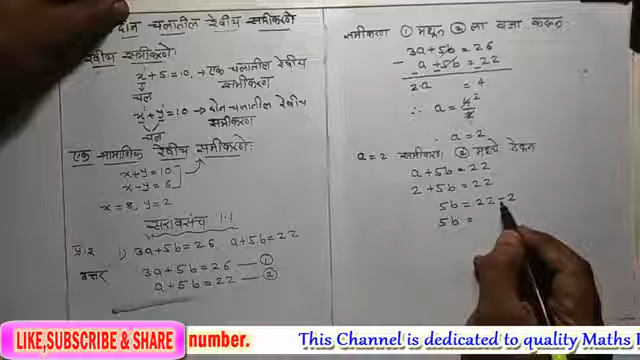 दोन चलातील रेषीय समीकरणे
रेषीय समीकरणे:
x' + 5 = 10, → एक चलातील रेषीय
समीकरण
चल
x' + y' = 10 → दोन चलातील रेषीय
समीकरण
चल
एक सामायिक रेषीय समीकरणे:
x + y = 10
x - y = 6
x = 8, y = 2
सरावसंच 1.1
प्र.२ 1) 3a + 5b = 26, a + 5b = 22
उत्तर 3a + 5b = 26 — ①
a + 5b = 22 — ②
समीकरण ① मधून ② ला वजा करून
3a + 5b = 26
- a + 5b = 22
2a = 4
∴ a = 4/2
∴ a = 2
a = 2 समीकरण ② मध्ये ठेवून
a + 5b = 22
2 + 5b = 22
5b = 22 - 2
5b =
LIKE,SUBSCRIBE & SHARE number. This Channel is dedicated to quality Maths